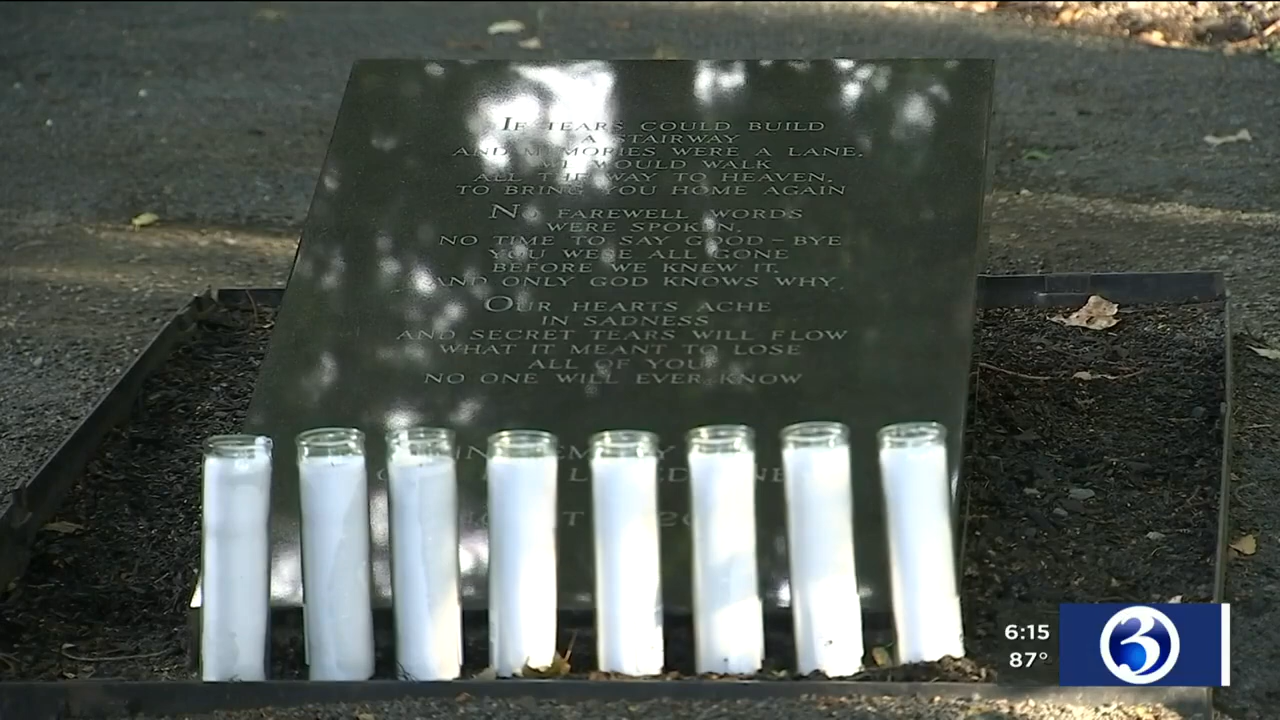 IF TEARS COULD BUILD
A STAIRWAY
AND MEMORIES WERE A LANE,
WE WOULD WALK
ALL THE WAY TO HEAVEN,
TO BRING YOU HOME AGAIN
NO FAREWELL WORDS
WERE SPOKEN,
NO TIME TO SAY GOOD-BYE
YOU WERE ALL GONE
BEFORE WE KNEW IT,
AND ONLY GOD KNOWS WHY.
OUR HEARTS ACHE
IN SADNESS
AND SECRET TEARS WILL FLOW
WHAT IT MEANT TO LOSE
ALL OF YOU
NO ONE WILL EVER KNOW
IN MEMORY
6:15
87°
3